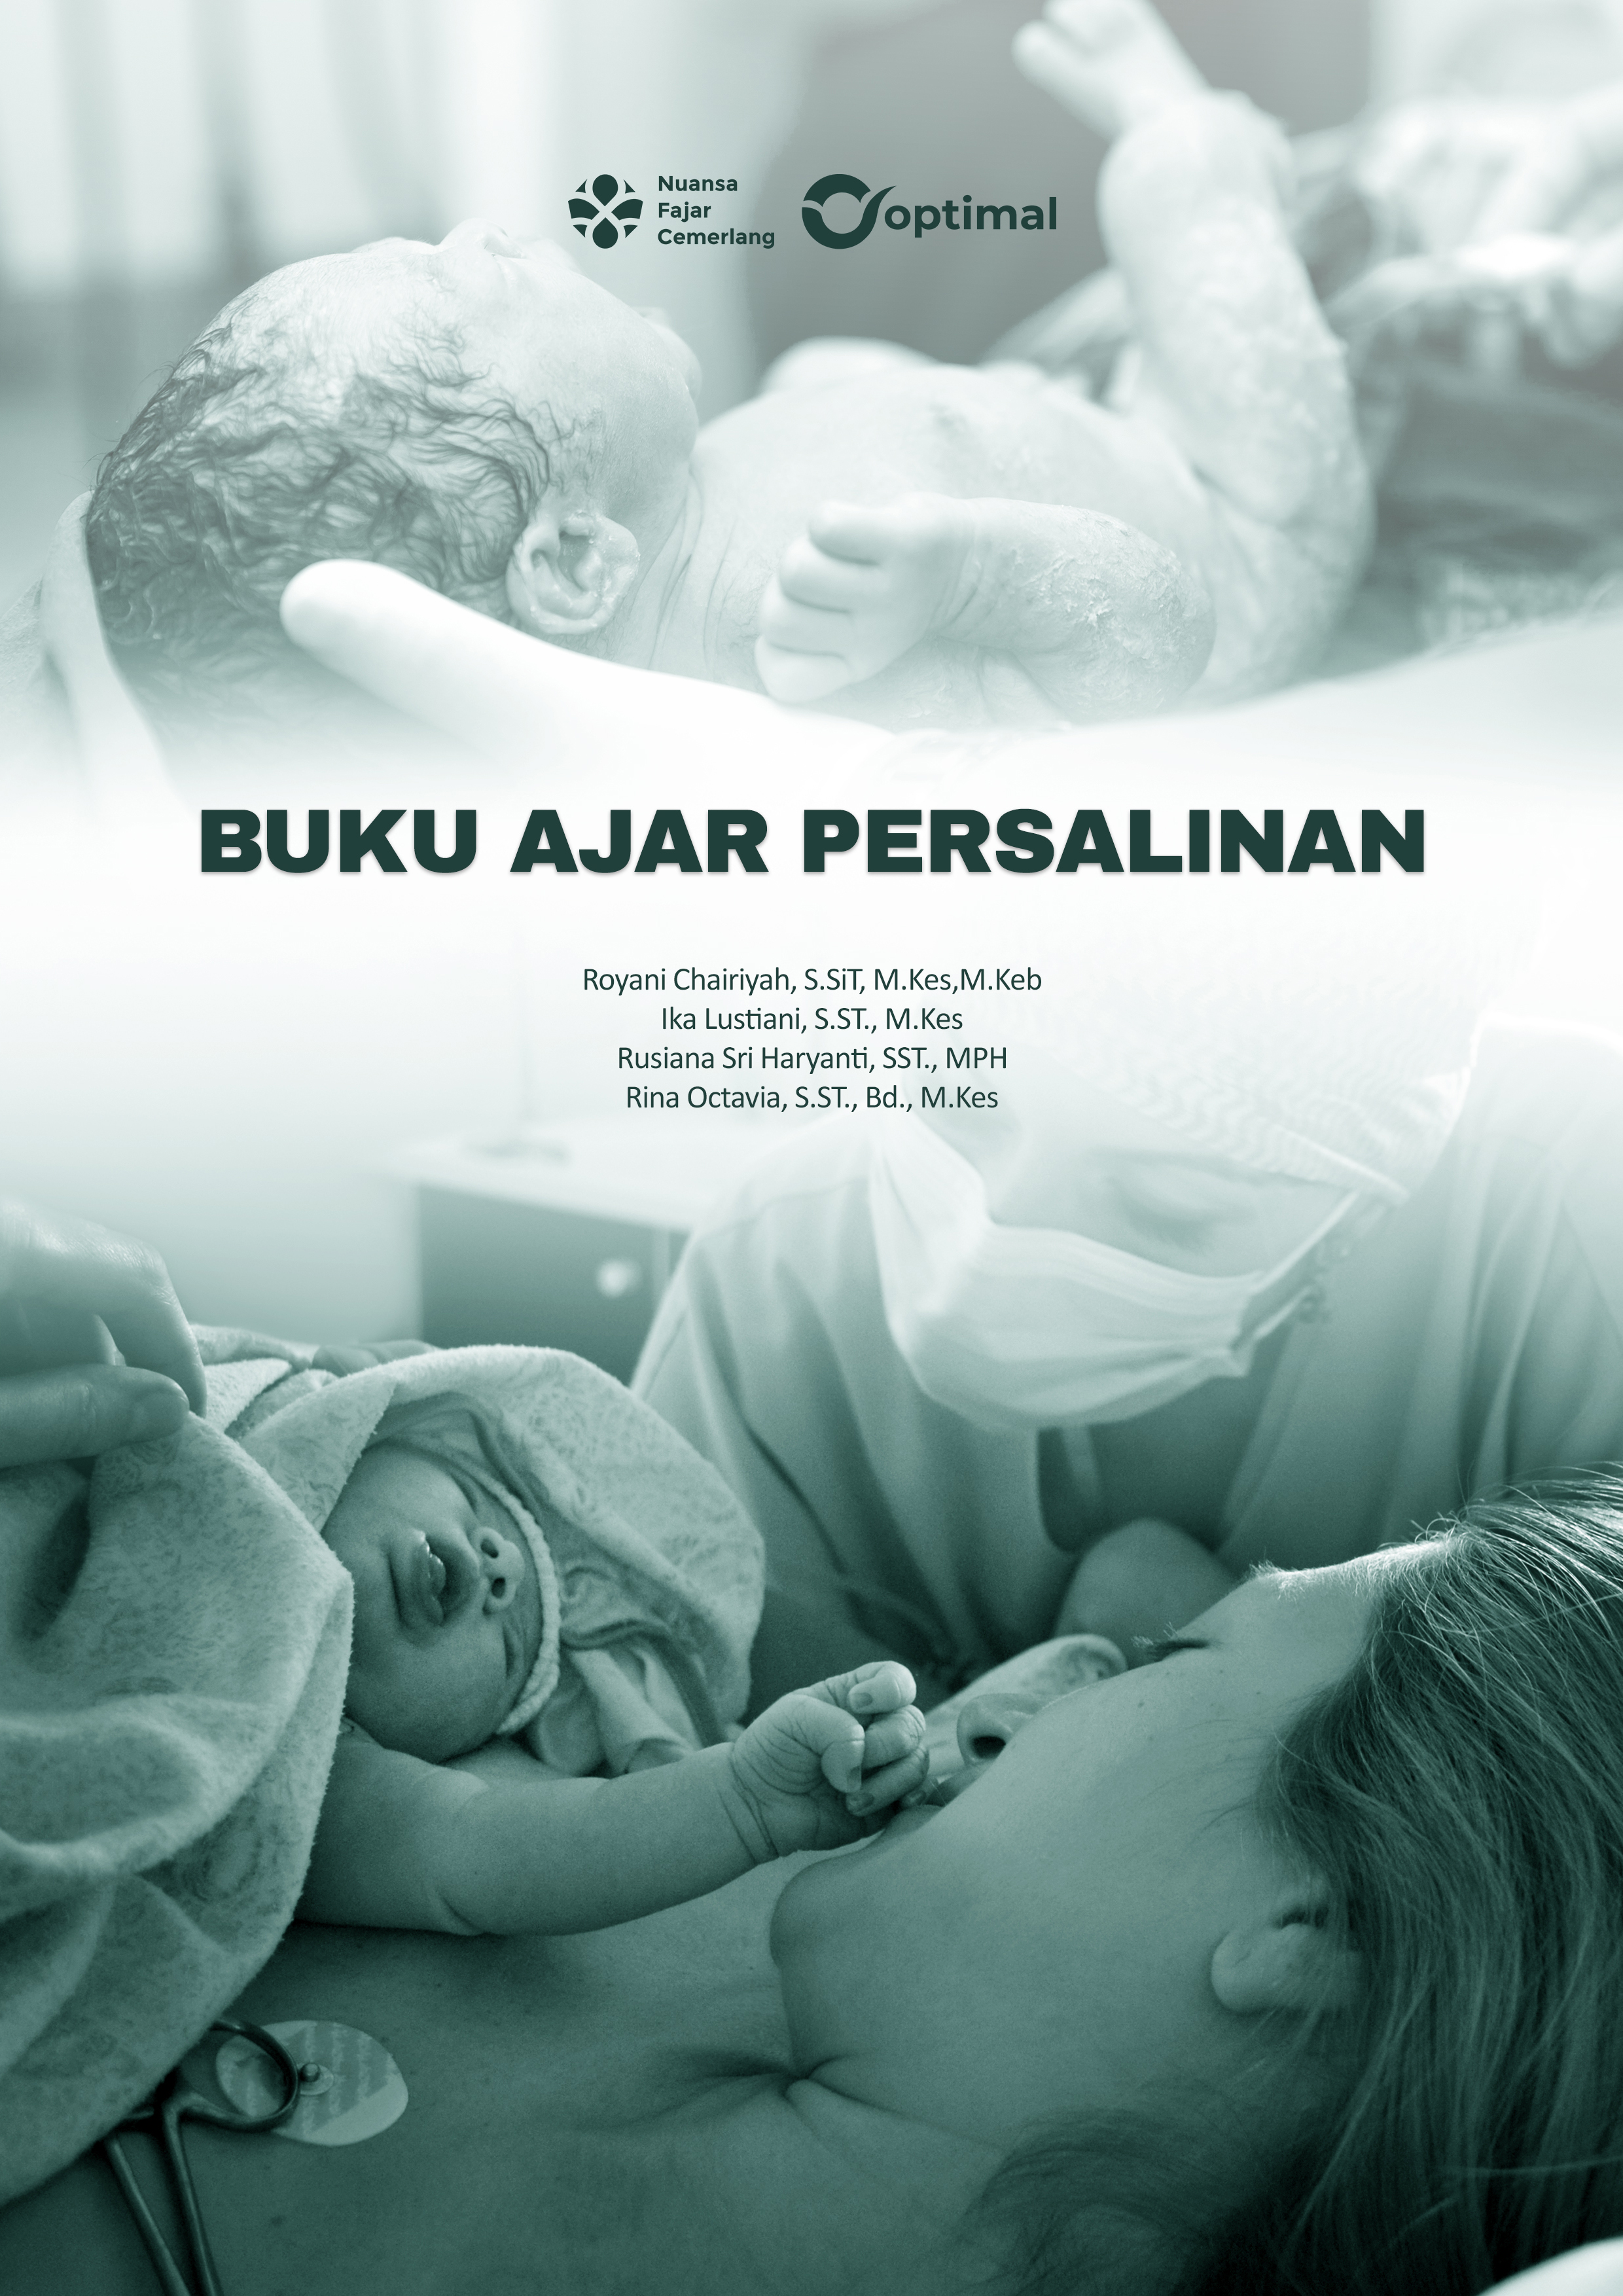 Nuansa
Fajar
Cemerlang
optimal
BUKU AJAR PERSALINAN
Royani Chairiyah, S.SiT, M.Kes,M.Keb
Ika Lustiani, S.ST., M.Kes
Rusiana Sri Haryanti, SST., MPH
Rina Octavia, S.ST., Bd., M.Kes